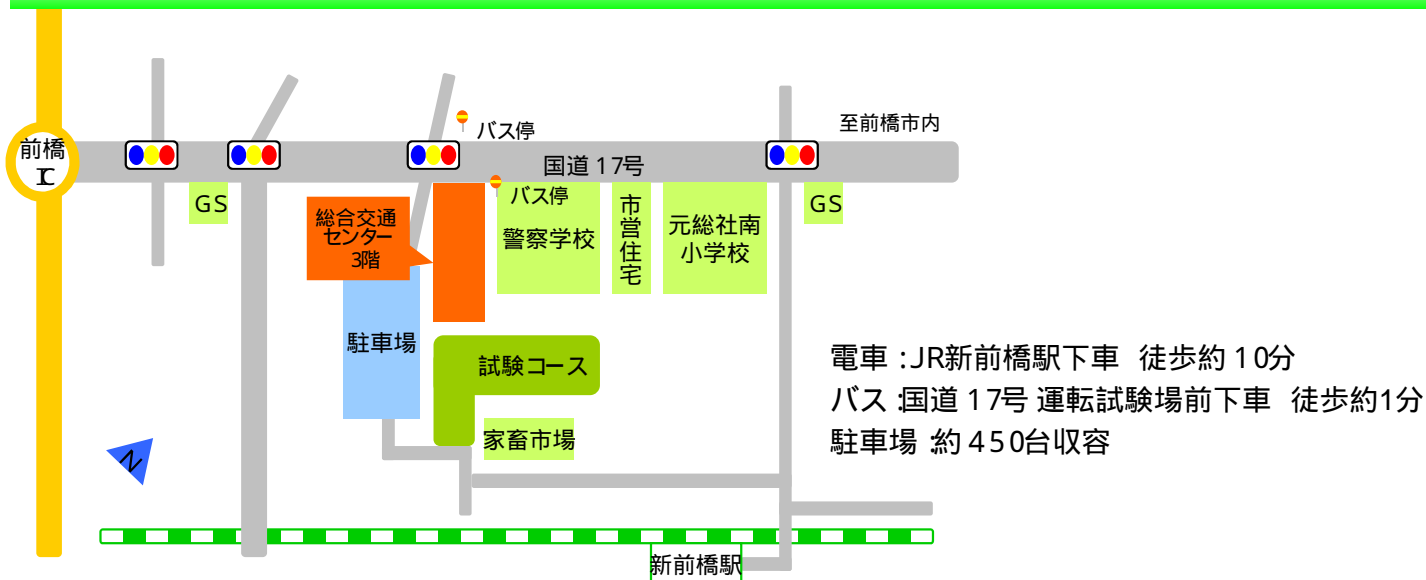 前橋
IC
バス停
至前橋市内
国道17号
GS
総合交通
センター
3階
バス停
警察学校
市営住宅
元総社南
小学校
GS
駐車場
試験コース
家畜市場
電車:JR新前橋駅下車 徒歩約10分
バス:国道17号 運転試験場前下車 徒歩約1分
駐車場:約450台収容
N
新前橋駅